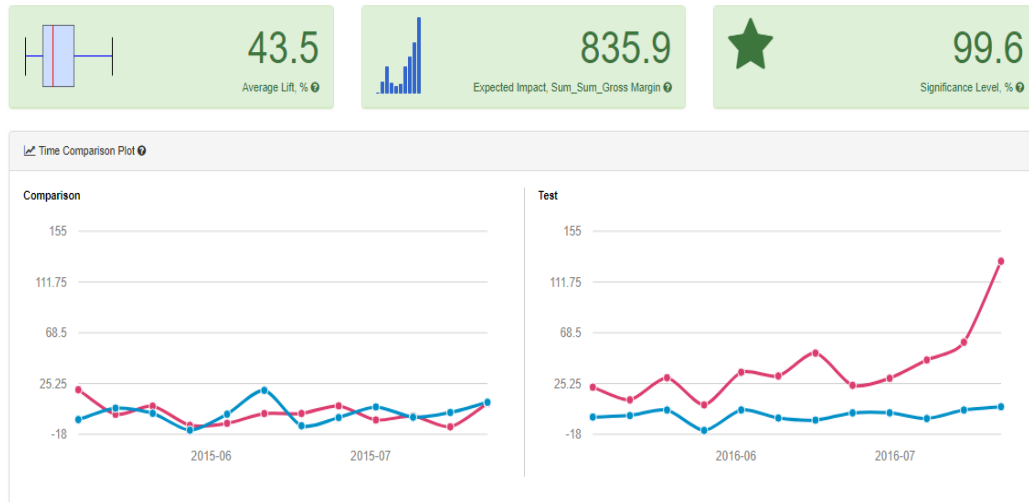 43.5
Average Lift, %
835.9
Expected Impact, Sum_Sum_Gross Margin
99.6
Significance Level, %
Time Comparison Plot
Comparison
155
111.75
68.5
25.25
-18
2015-06 2015-07
Test
155
111.75
68.5
25.25
-18
2016-06 2016-07